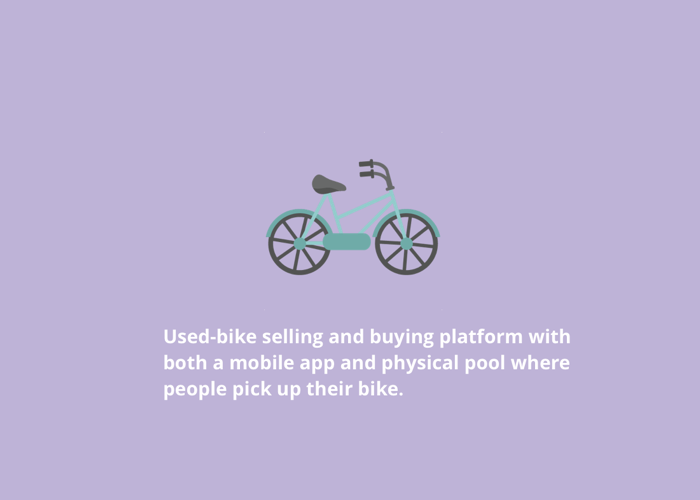 Used-bike selling and buying platform with
both a mobile app and physical pool where
people pick up their bike.